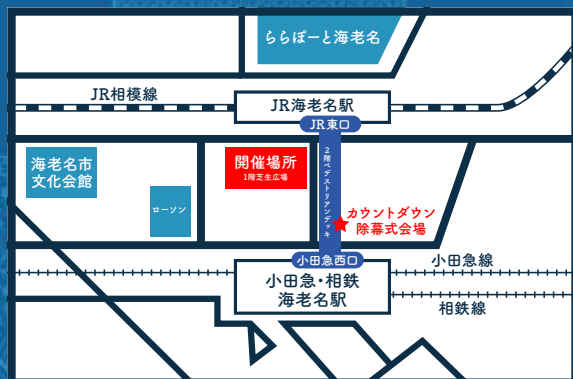 ららぽーと海老名
JR相模線
JR海老名駅
JR東口
海老名市
文化会館
開催場所
1階芝生広場
2階ペデストリアンデッキ
ローソン
カウントダウン
除幕式会場
小田急西口
小田急線
小田急・相鉄
海老名駅
相鉄線